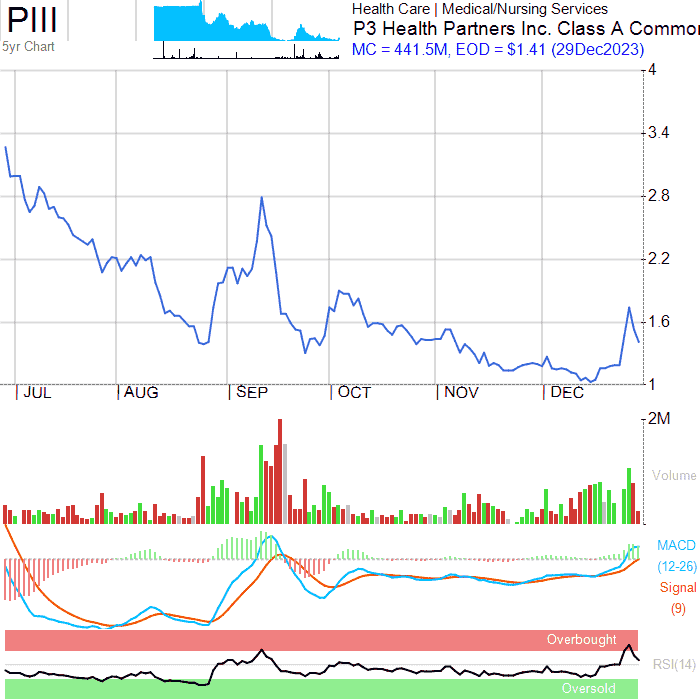 PIII
5yr Chart
Health Care | Medical/Nursing Services
P3 Health Partners Inc. Class A Common
MC = 441.5M, EOD = $1.41 (29Dec2023)
4
3.4
2.8
2.2
1.6
1
JUL AUG SEP OCT NOV DEC
2M
Volume
MACD
(12-26)
Signal
(9)
Overbought
RSI(14)
Oversold